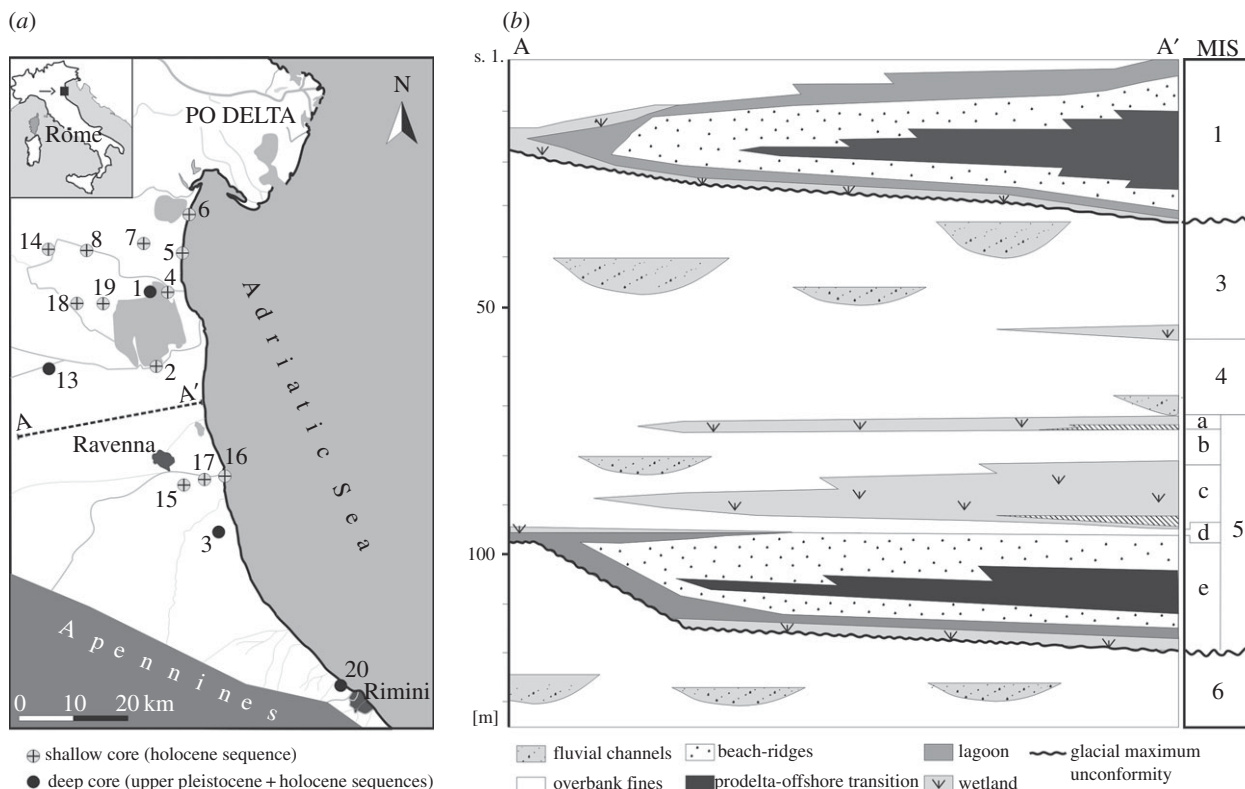 (a)
N
PO DELTA
Rome
6
14
8
7
5
1
4
18
19
2
13
A
A′
Ravenna
17
16
15
3
Adriatic Sea
Apennines
20
Rimini
0 10 20 km
shallow core (holocene sequence)
deep core (upper pleistocene + holocene sequences)
(b)
A A′ MIS
s. l.
1
3
50
4
a
b
c
5
d
100
e
6
[m]
fluvial channels beach-ridges lagoon glacial maximum
unconformity
overbank fines prodelta-offshore transition wetland